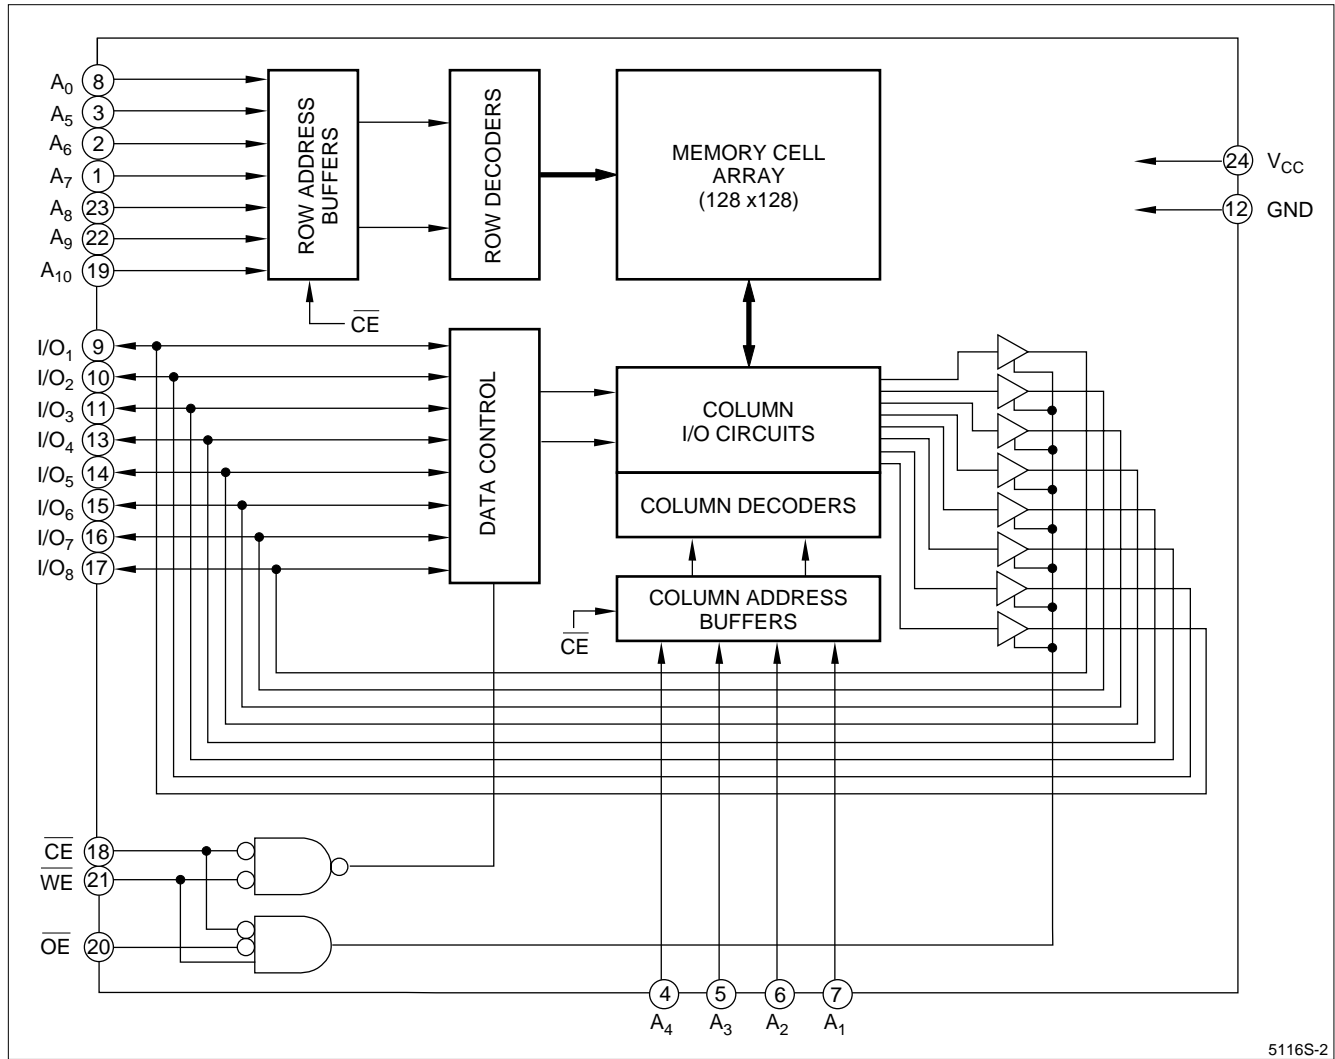 A0 8
A5 3
A6 2
A7 1
A8 23
A9 22
A10 19
ROW ADDRESS
BUFFERS
ROW DECODERS
MEMORY CELL
ARRAY
(128 x128)
24 VCC
12 GND
CE
I/O1 9
I/O2 10
I/O3 11
I/O4 13
I/O5 14
I/O6 15
I/O7 16
I/O8 17
DATA CONTROL
COLUMN
I/O CIRCUITS
COLUMN DECODERS
COLUMN ADDRESS
BUFFERS
CE
CE 18
WE 21
OE 20
4 5 6 7
A4 A3 A2 A1
5116S-2